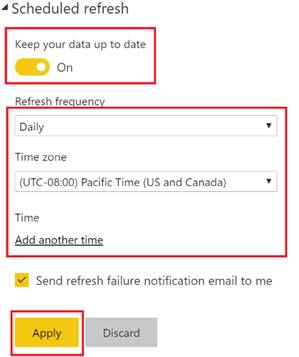 Scheduled refresh
Keep your data up to date
On
Refresh frequency
Daily
Time zone
(UTC-08:00) Pacific Time (US and Canada)
Time
Add another time
Send refresh failure notification email to me
Apply
Discard